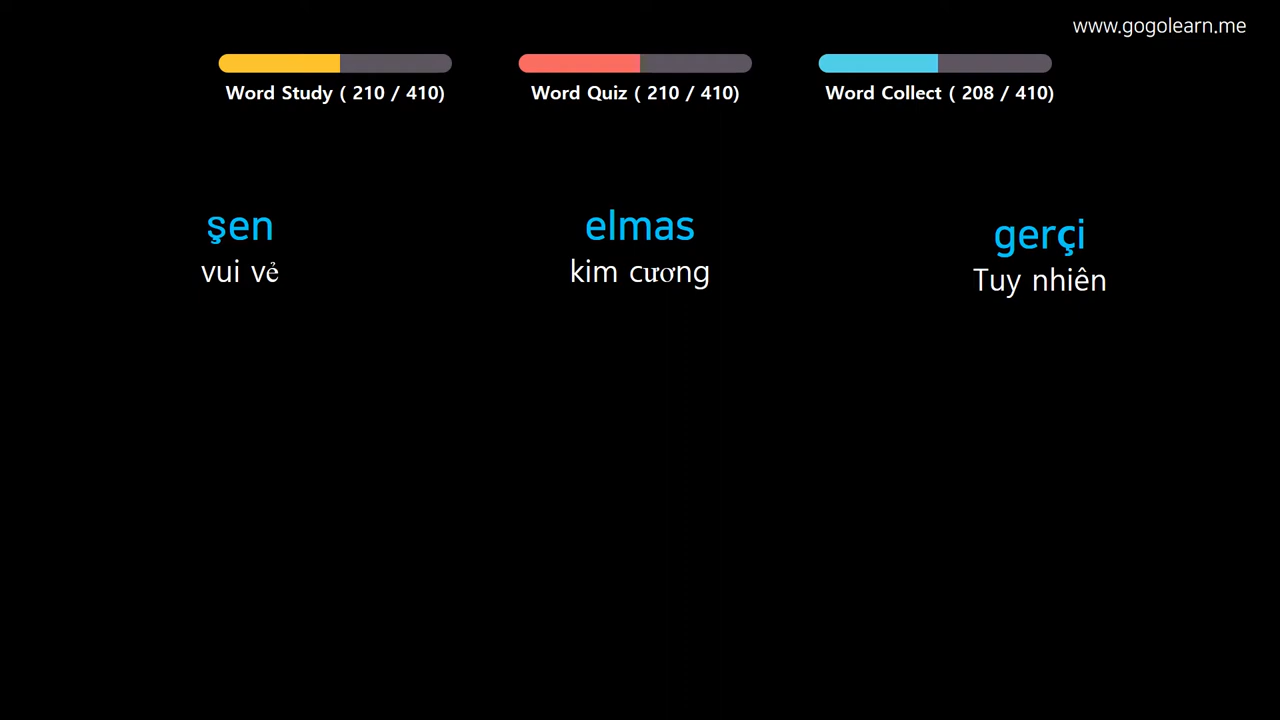 www.gogolearn.me
Word Study ( 210 / 410)
Word Quiz ( 210 / 410)
Word Collect ( 208 / 410)
şen
vui vẻ
elmas
kim cương
gerçi
Tuy nhiên